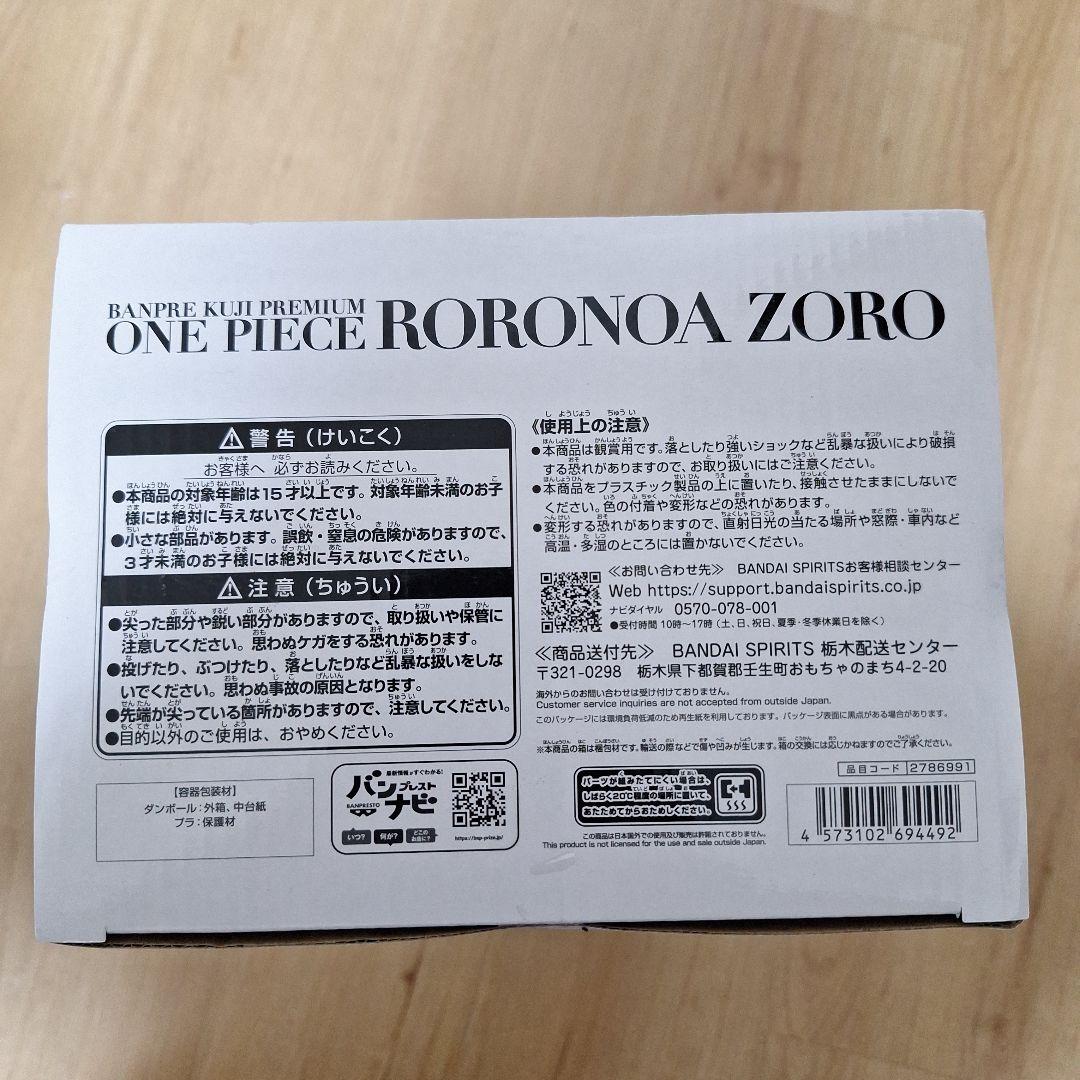 BANPRE KUJI PREMIUM
ONE PIECE RORONOA ZORO
⚠警告(けいこく)
お客様へ 必ずお読みください。
●本商品の対象年齢は15才以上です。対象年齢未満のお子
様には絶対に与えないでください。
●小さな部品があります。誤飲・窒息の危険がありますので、
3才未満のお子様には絶対に与えないでください。
⚠注意(ちゅうい)
●尖った部分や鋭い部分がありますので、取り扱いや保管に
注意してください。思わぬケガをする恐れがあります。
●投げたり、ぶつけたり、落としたりなど乱暴な扱いをしな
いでください。思わぬ事故の原因となります。
●先端が尖っている箇所がありますので、注意してください。
●目的以外のご使用は、おやめください。
【容器包装材】
ダンボール:外箱、中台紙
プラ:保護材
最新情報がすぐわかる!
バンプレストナビ
BANPRESTO
いつ? 何が? どこのお店に?
https://bsp-prize.jp/
《使用上の注意》
●本商品は観賞用です。落としたり強いショックなど乱暴な扱いにより破損
する恐れがありますので、お取り扱いにはご注意ください。
●本商品をプラスチック製品の上に置いたり、接触させたままにしないで
ください。色の付着や変形などの恐れがあります。
●変形する恐れがありますので、直射日光の当たる場所や窓際・車内など
高温・多湿のところには置かないでください。
≪お問い合わせ先≫ BANDAI SPIRITSお客様相談センター
Web https://support.bandaispirits.co.jp
ナビダイヤル 0570-078-001
●受付時間 10時〜17時(土、日、祝日、夏季・冬季休業日を除く)
≪商品送付先≫ BANDAI SPIRITS 栃木配送センター
〒321-0298 栃木県下都賀郡壬生町おもちゃのまち4-2-20
海外からのお問い合わせは受け付けておりません。
Customer service inquiries are not accepted from outside Japan.
このパッケージには環境負荷低減のため再生紙を利用しております。パッケージ表面に黒点がある場合があります。
※本商品の箱は梱包材です。輸送の際などで傷や凹みが生じます。箱の交換には応じかねますのでご了承ください。
パーツが組みたてにくい場合は、
しばらく20℃程度の場所に置いて、
あたためてからおためしください。
この商品は日本国外での使用及び販売は許諾されておりません。
This product is not licensed for the use and sale outside Japan.
品目コード 2786991
4 573102 694492